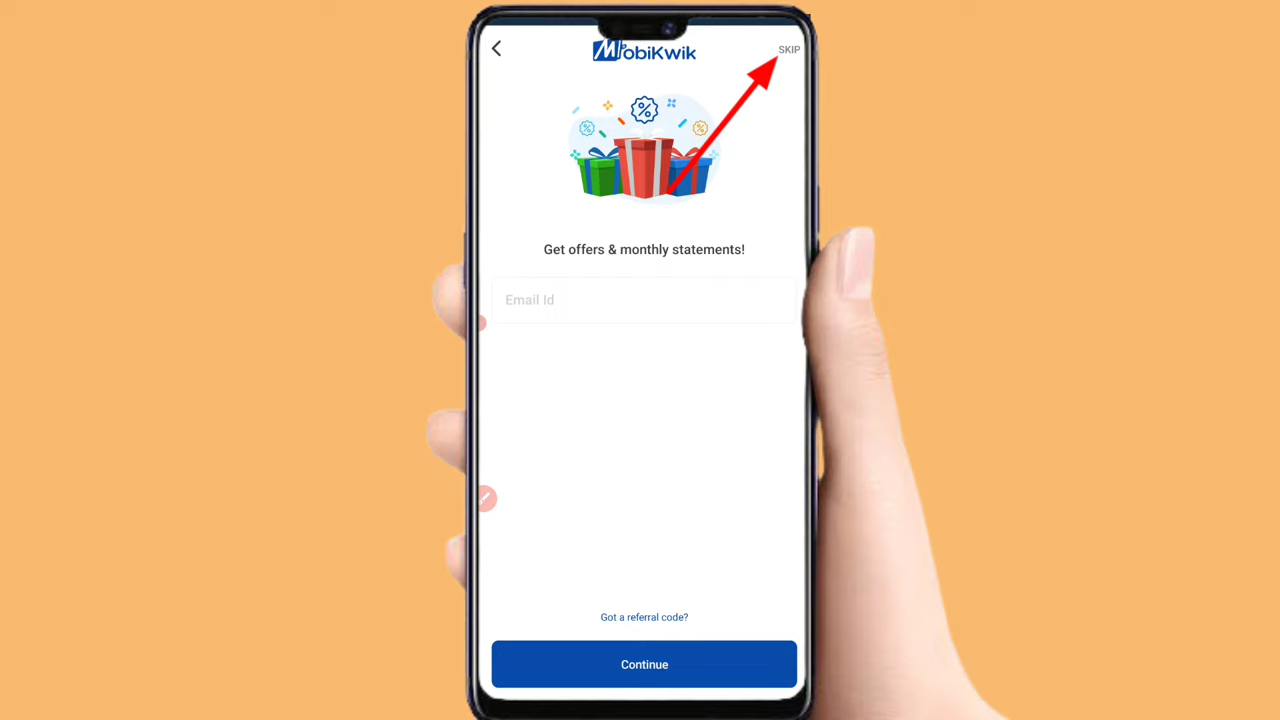 MobiKwik
SKIP
Get offers & monthly statements!
Email Id
Got a referral code?
Continue